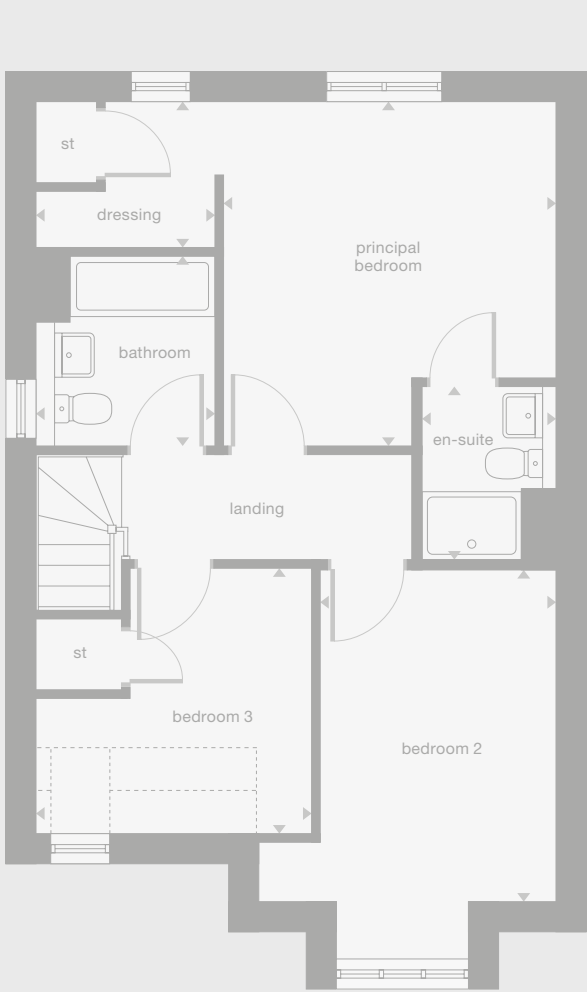 st
dressing
principal
bedroom
bathroom
en-suite
landing
st
bedroom 3
bedroom 2